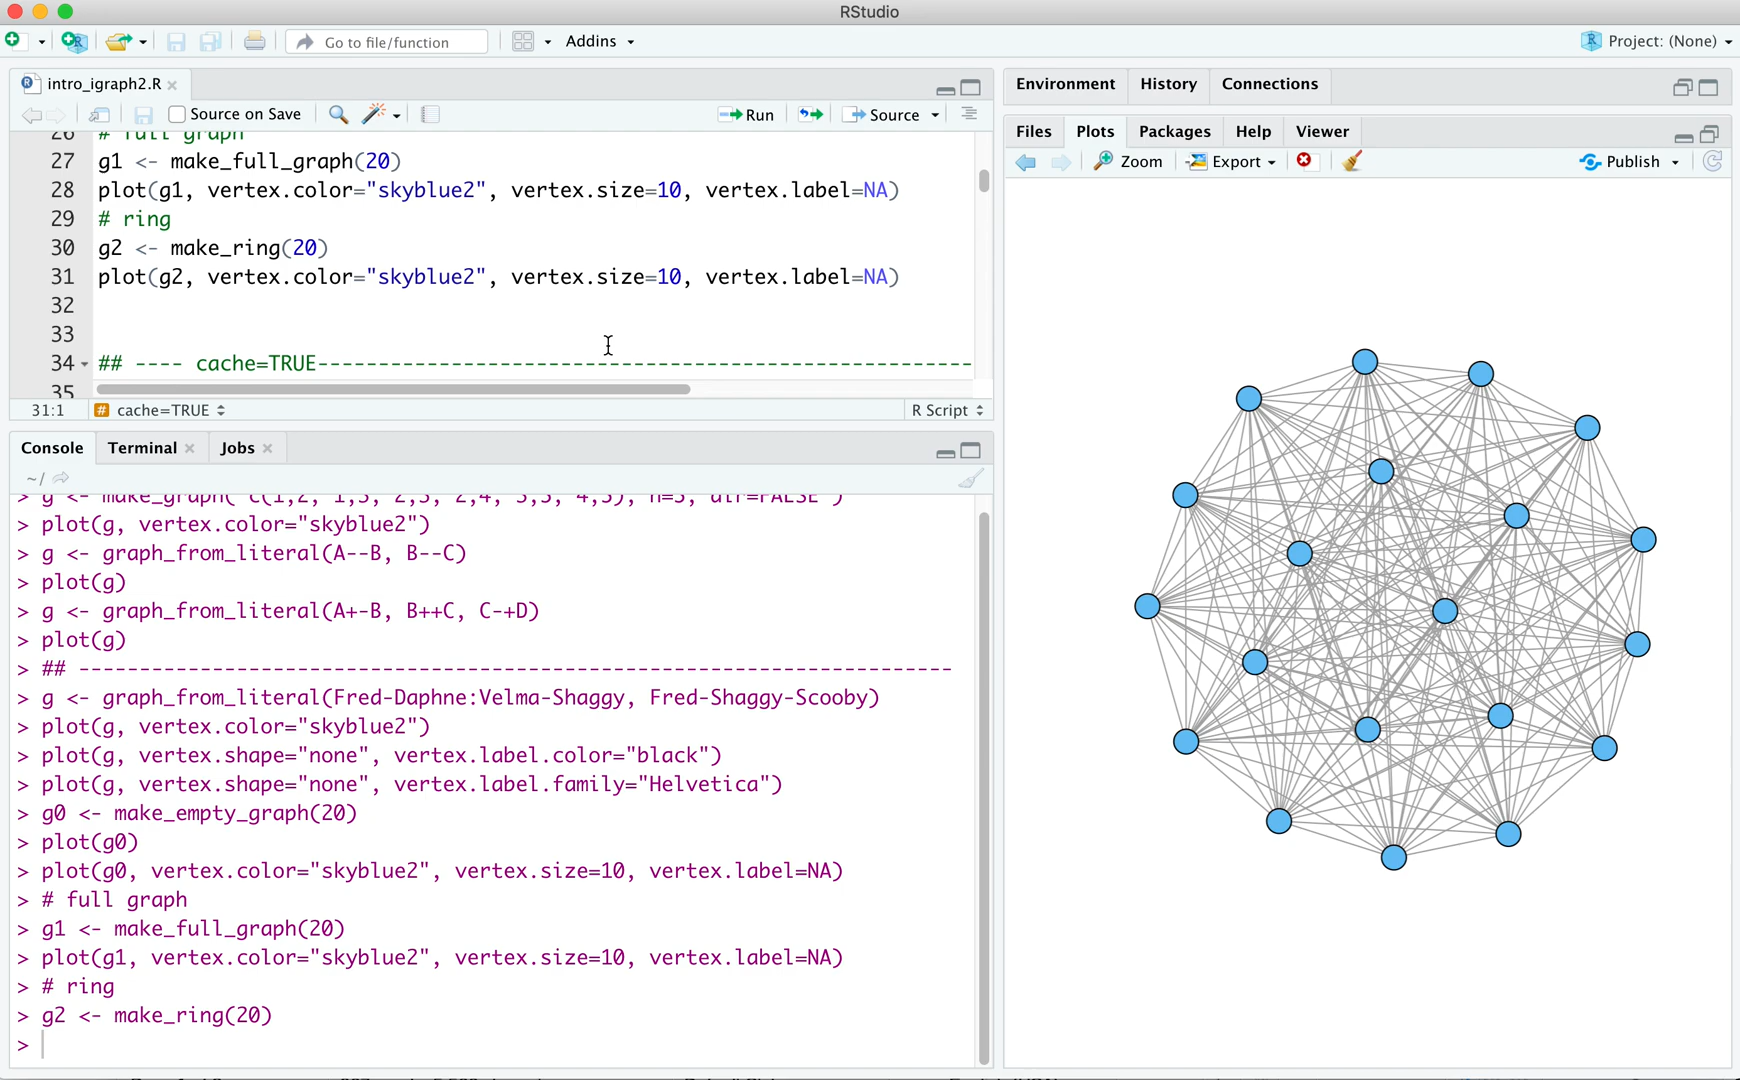 RStudio
Go to file/function
Addins
Project: (None)
intro_igraph2.R
Source on Save
Run
Source
26 # full graph
27 g1 <- make_full_graph(20)
28 plot(g1, vertex.color="skyblue2", vertex.size=10, vertex.label=NA)
29 # ring
30 g2 <- make_ring(20)
31 plot(g2, vertex.color="skyblue2", vertex.size=10, vertex.label=NA)
32
33
34 ## ---- cache=TRUE------------------------------------------------------
35
31:1 # cache=TRUE
R Script
Console Terminal Jobs
~/
> plot(g, vertex.color="skyblue2")
> g <- graph_from_literal(A--B, B--C)
> plot(g)
> g <- graph_from_literal(A+-B, B++C, C-+D)
> plot(g)
> ## ------------------------------------------------------------------------
> g <- graph_from_literal(Fred-Daphne:Velma-Shaggy, Fred-Shaggy-Scooby)
> plot(g, vertex.color="skyblue2")
> plot(g, vertex.shape="none", vertex.label.color="black")
> plot(g, vertex.shape="none", vertex.label.family="Helvetica")
> g0 <- make_empty_graph(20)
> plot(g0)
> plot(g0, vertex.color="skyblue2", vertex.size=10, vertex.label=NA)
> # full graph
> g1 <- make_full_graph(20)
> plot(g1, vertex.color="skyblue2", vertex.size=10, vertex.label=NA)
> # ring
> g2 <- make_ring(20)
>
Environment History Connections
Files Plots Packages Help Viewer
Zoom Export Publish